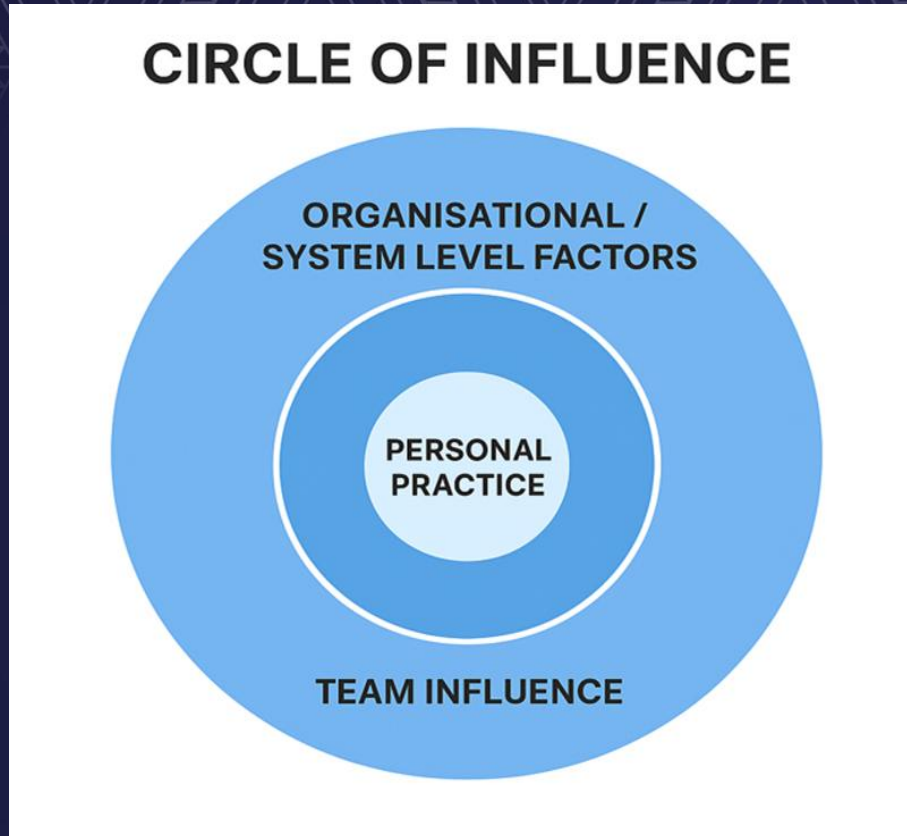 CIRCLE OF INFLUENCE
ORGANISATIONAL /
SYSTEM LEVEL FACTORS
PERSONAL
PRACTICE
TEAM INFLUENCE